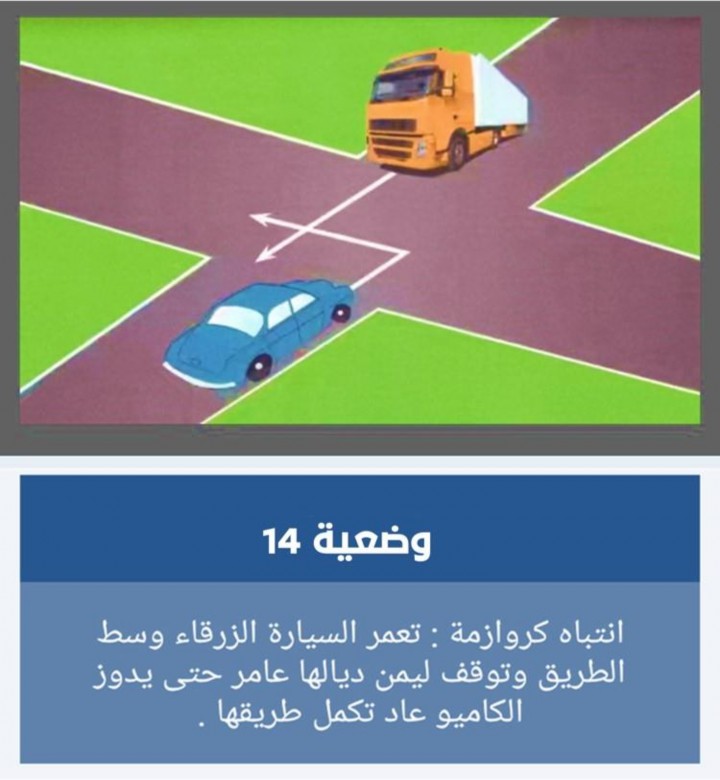 وضعية 14
انتباه كروازمة : تعمر السيارة الزرقاء وسط
الطريق وتوقف ليمن ديالها عامر حتى يدوز
الكاميو عاد تكمل طريقها .